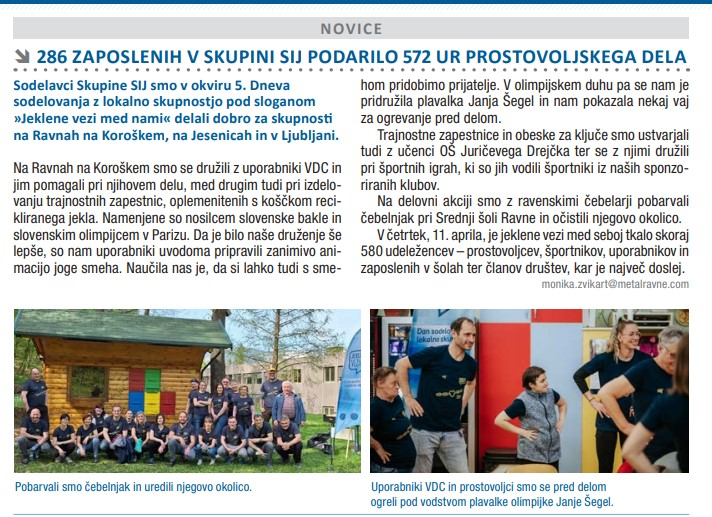 NOVICE
286 ZAPOSLENIH V SKUPINI SIJ PODARILO 572 UR PROSTOVOLJSKEGA DELA
Sodelavci Skupine SIJ smo v okviru 5. Dneva
sodelovanja z lokalno skupnostjo pod sloganom
»Jeklene vezi med nami« delali dobro za skupnosti
na Ravnah na Koroškem, na Jesenicah in v Ljubljani.
Na Ravnah na Koroškem smo se družili z uporabniki VDC in
jim pomagali pri njihovem delu, med drugim tudi pri izdelo-
vanju trajnostnih zapestnic, oplemenitenih s koščkom reci-
kliranega jekla. Namenjene so nosilcem slovenske bakle in
slovenskim olimpijcem v Parizu. Da je bilo naše druženje še
lepše, so nam uporabniki uvodoma pripravili zanimivo ani-
macijo joge smeha. Naučila nas je, da si lahko tudi s sme-
hom pridobimo prijatelje. V olimpijskem duhu pa se nam je
pridružila plavalka Janja Šegel in nam pokazala nekaj vaj
za ogrevanje pred delom.
Trajnostne zapestnice in obeske za ključe smo ustvarjali
tudi z učenci OŠ Juričevega Drejčka ter se z njimi družili
pri športnih igrah, ki so jih vodili športniki iz naših sponzo-
riranih klubov.
Na delovni akciji smo z ravenskimi čebelarji pobarvali
čebelnjak pri Srednji šoli Ravne in očistili njegovo okolico.
V četrtek, 11. aprila, je jeklene vezi med seboj tkalo skoraj
580 udeležencev – prostovoljcev, športnikov, uporabnikov in
zaposlenih v šolah ter članov društev, kar je največ doslej.
monika.zvikart@metalravne.com
Dan sodelo
lokalno sku
Pobarvali smo čebelnjak in uredili njegovo okolico.
Uporabniki VDC in prostovoljci smo se pred delom
ogreli pod vodstvom plavalke olimpijke Janje Šegel.